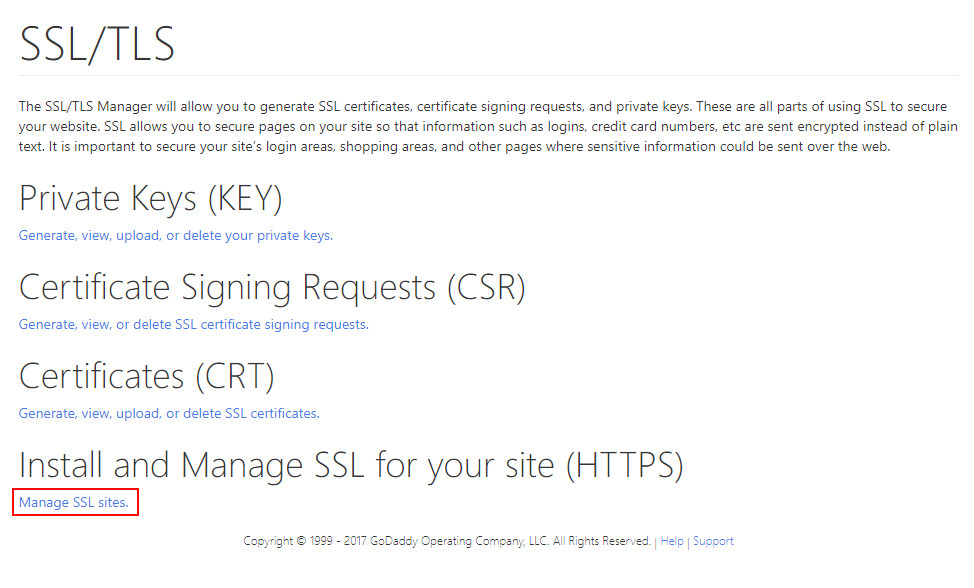 SSL/TLS
The SSL/TLS Manager will allow you to generate SSL certificates, certificate signing requests, and private keys. These are all parts of using SSL to secure
your website. SSL allows you to secure pages on your site so that information such as logins, credit card numbers, etc are sent encrypted instead of plain
text. It is important to secure your site's login areas, shopping areas, and other pages where sensitive information could be sent over the web.
Private Keys (KEY)
Generate, view, upload, or delete your private keys.
Certificate Signing Requests (CSR)
Generate, view, or delete SSL certificate signing requests.
Certificates (CRT)
Generate, view, upload, or delete SSL certificates.
Install and Manage SSL for your site (HTTPS)
Manage SSL sites.
Copyright © 1999 - 2017 GoDaddy Operating Company, LLC. All Rights Reserved. | Help | Support